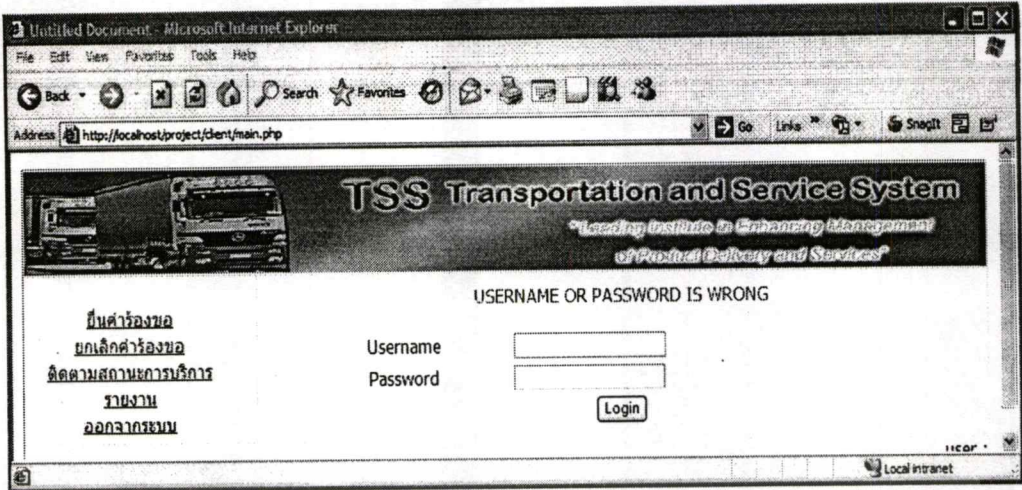 Untitled Document - Microsoft Internet Explorer
File Edit View Favorites Tools Help
Back Search Favorites
Address http://localhost/project/client/main.php Go Links » SnagIt
TSS Transportation and Service System
"Leading Institute in Enhancing Management
of Product Delivery and Services"
USERNAME OR PASSWORD IS WRONG
ยื่นคำร้องขอ
ยกเลิกคำร้องขอ
Username
ติดตามสถานะการบริการ
Password
รายงาน
Login
ออกจากระบบ
user :
Local intranet